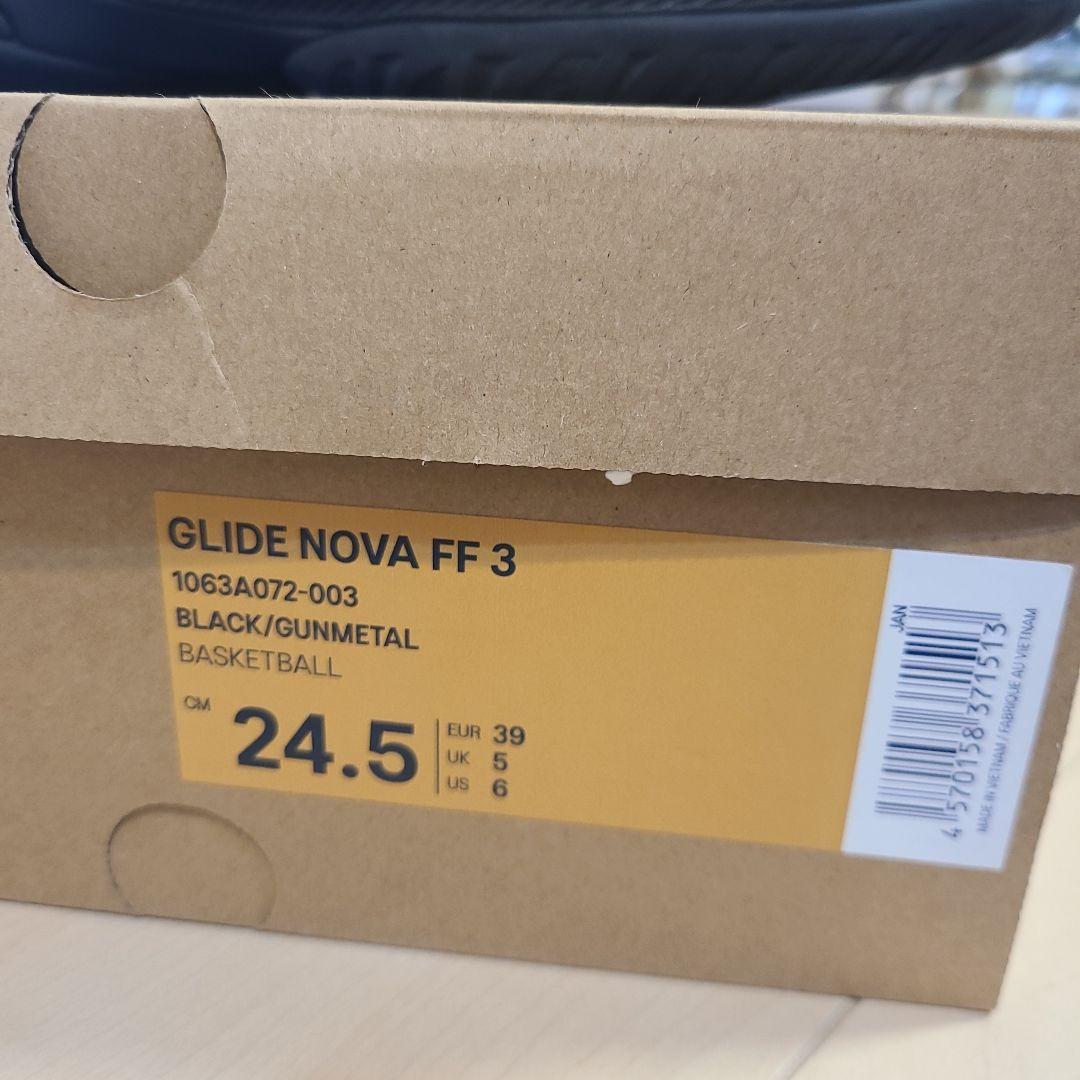 GLIDE NOVA FF 3
1063A072-003
BLACK/GUNMETAL
BASKETBALL
CM 24.5
EUR 39
UK 5
US 6
JAN
4 570158 371513
MADE IN VIETNAM / FABRIQUE AU VIETNAM